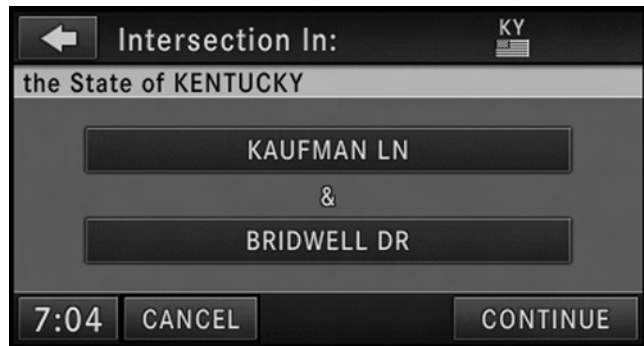 Intersection In:
KY
the State of KENTUCKY
KAUFMAN LN
&
BRIDWELL DR
7:04 CANCEL CONTINUE